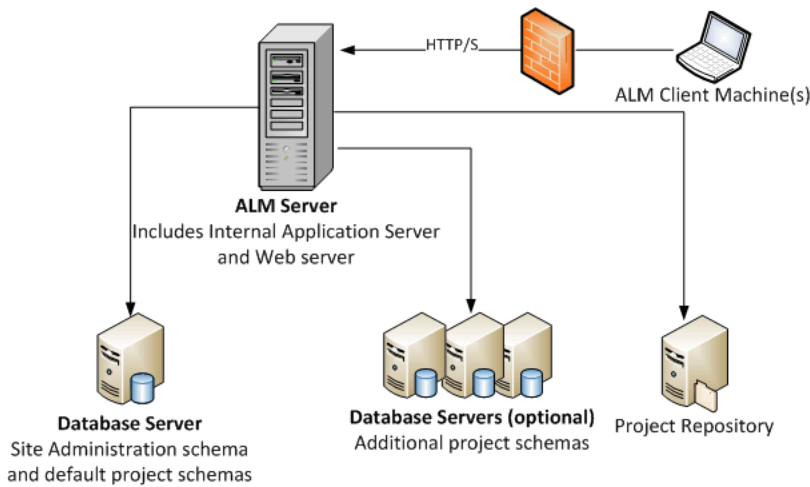 HTTP/S
ALM Client Machine(s)
ALM Server
Includes Internal Application Server
and Web server
Database Server
Site Administration schema
and default project schemas
Database Servers (optional)
Additional project schemas
Project Repository